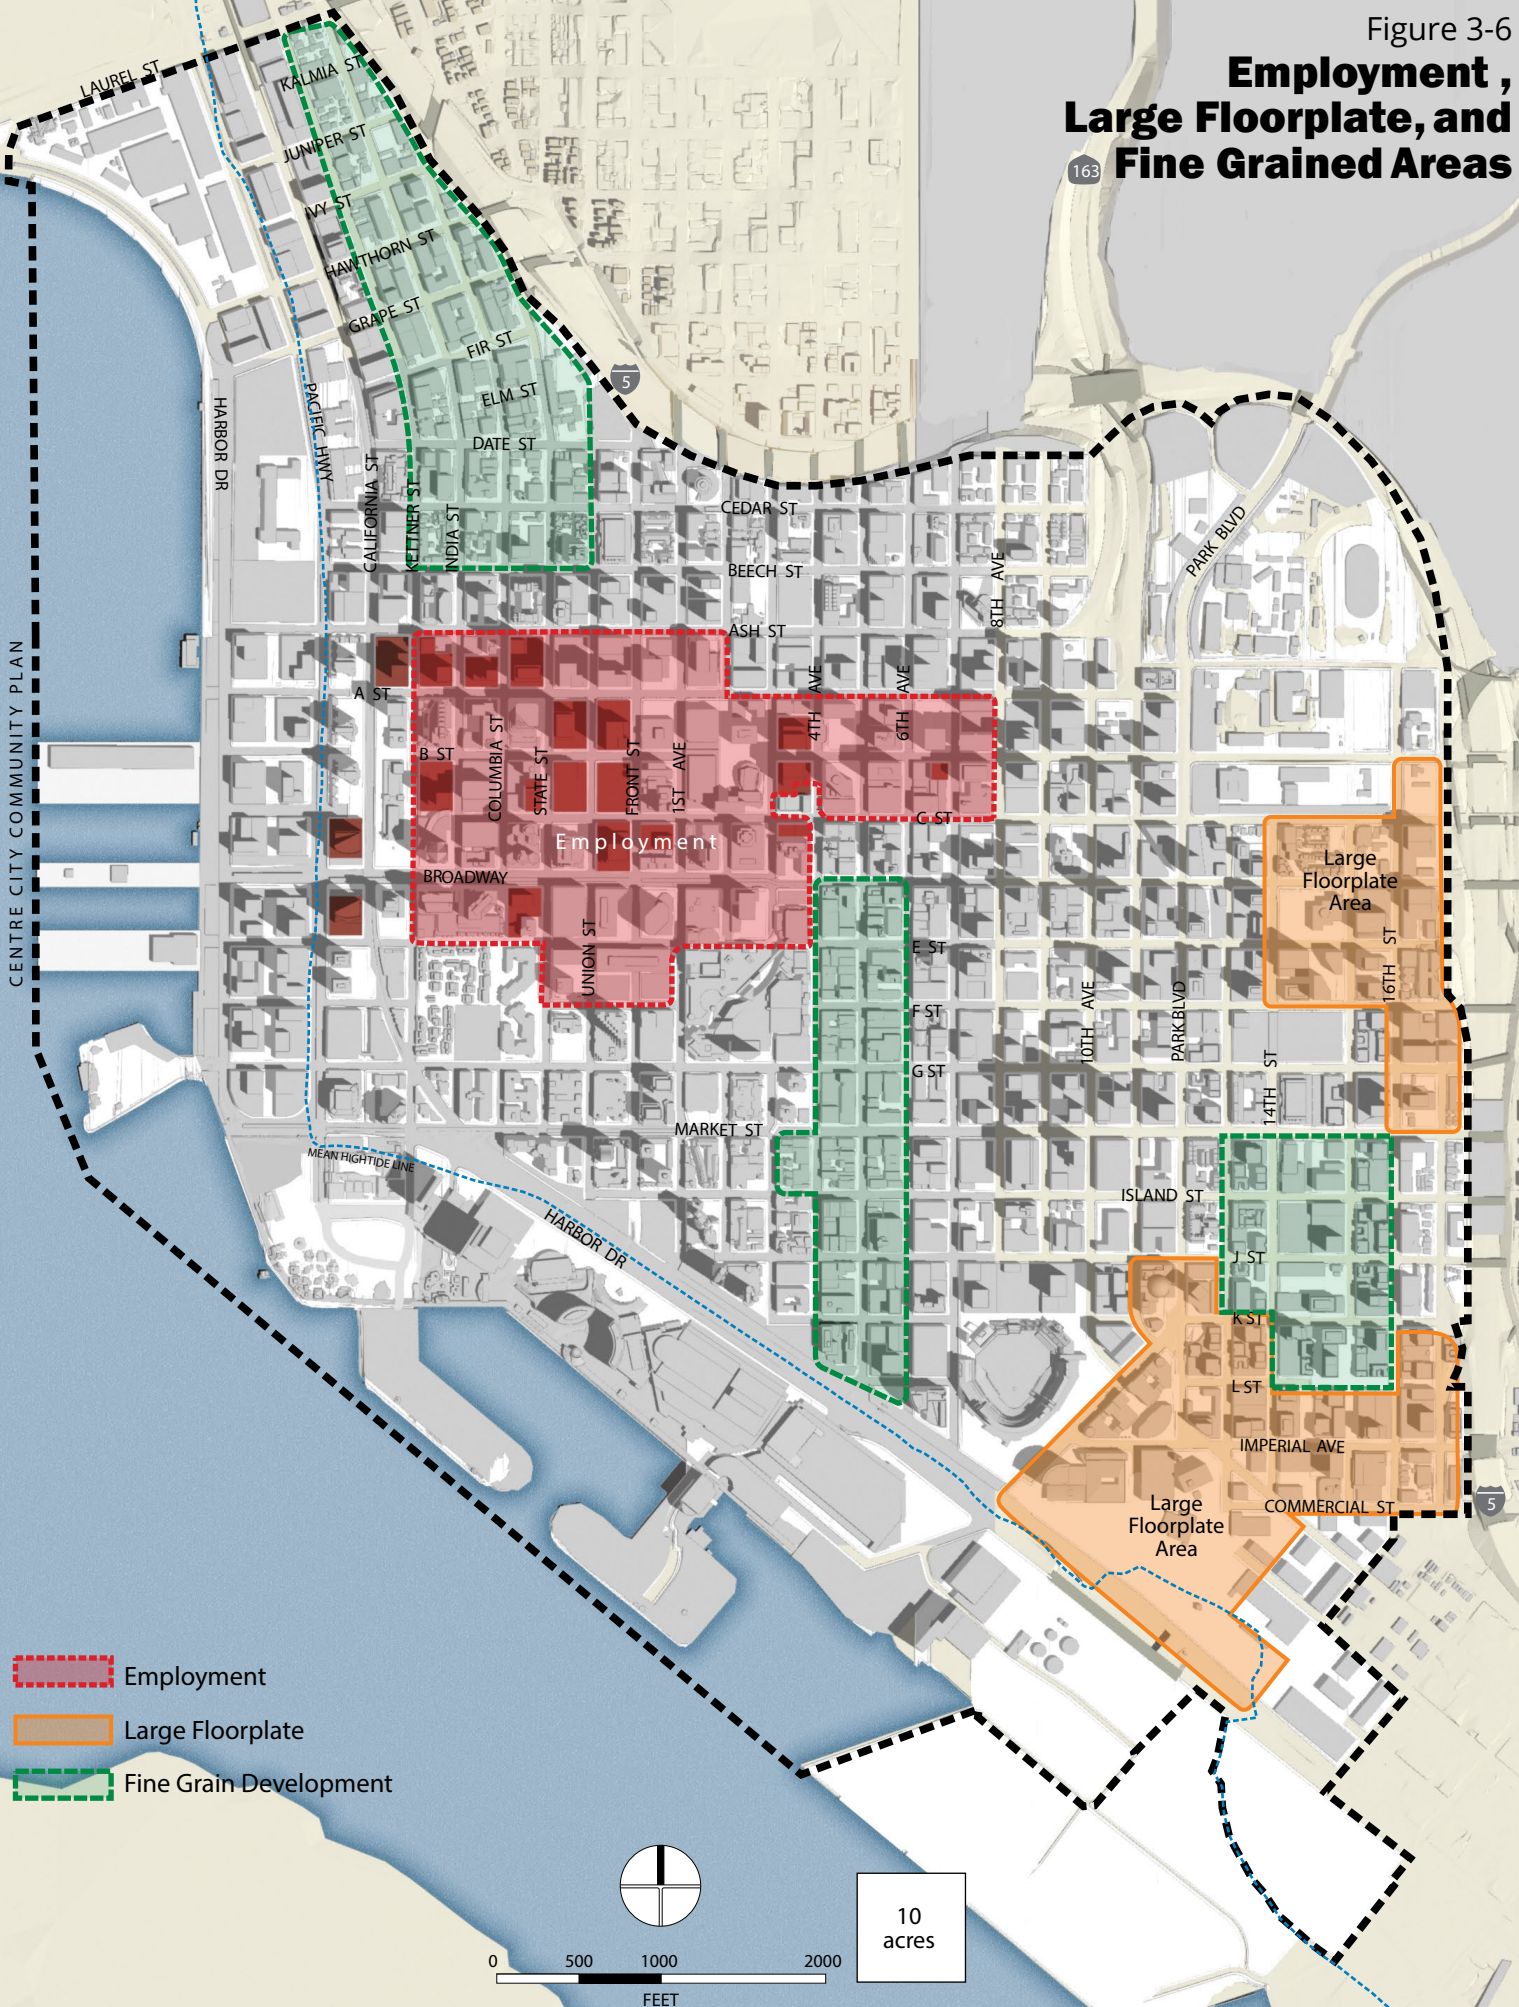 Figure 3-6
Employment ,
Large Floorplate, and
Fine Grained Areas
163
LAUREL ST
KALMIA ST
JUNIPER ST
IVY ST
HAWTHORN ST
GRAPE ST
FIR ST
5
ELM ST
DATE ST
HARBOR DR
PACIFIC HWY
CALIFORNIA ST
KETTNER ST
INDIA ST
CEDAR ST
BEECH ST
8TH AVE
PARK BLVD
ASH ST
A ST
4TH AVE
6TH AVE
B ST
COLUMBIA ST
STATE ST
FRONT ST
1ST AVE
C ST
Employment
BROADWAY
UNION ST
Large
Floorplate
Area
E ST
16TH ST
F ST
10TH AVE
PARK BLVD
G ST
14TH ST
CENTRE CITY COMMUNITY PLAN
MARKET ST
MEAN HIGHTIDE LINE
ISLAND ST
HARBOR DR
J ST
K ST
L ST
IMPERIAL AVE
COMMERCIAL ST
5
Large
Floorplate
Area
Employment
Large Floorplate
Fine Grain Development
10
acres
0 500 1000 2000
FEET